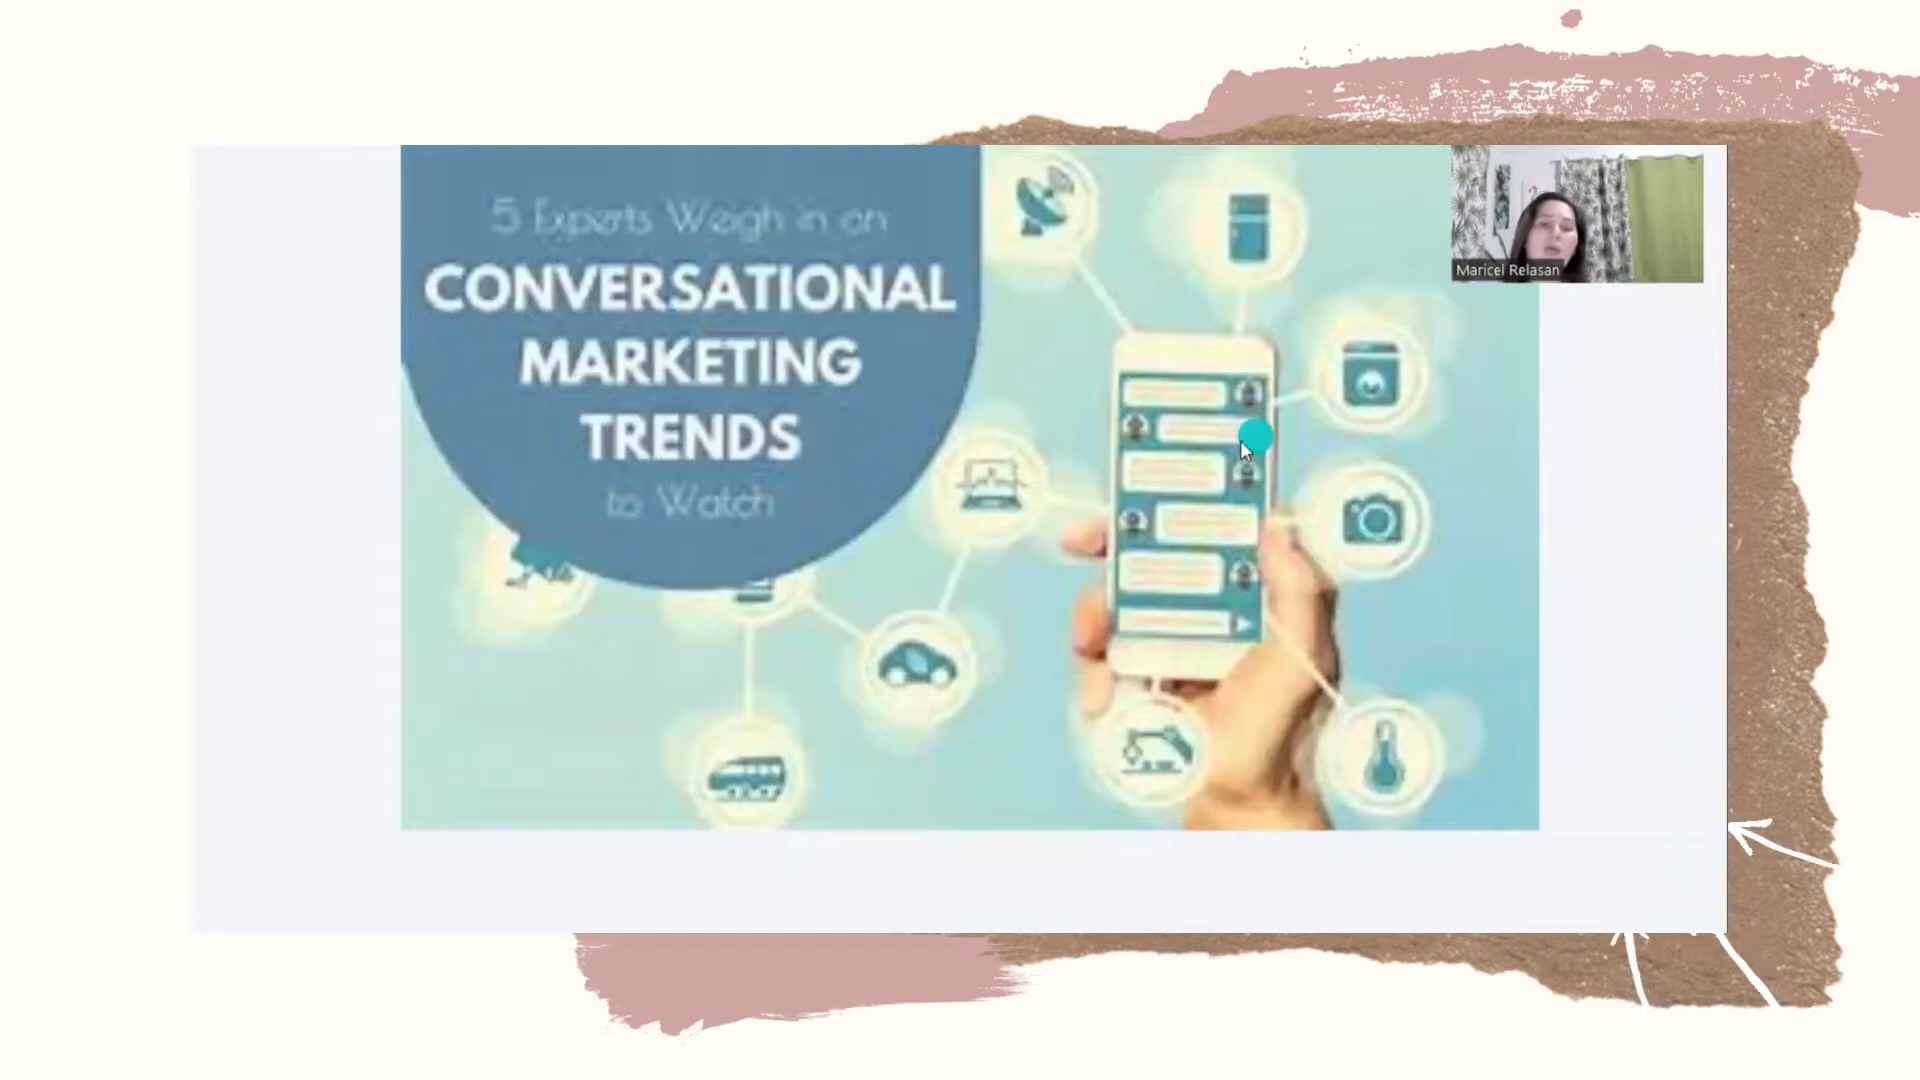 5 Experts Weigh in on
CONVERSATIONAL
MARKETING
TRENDS
to Watch
Maricel Relasan